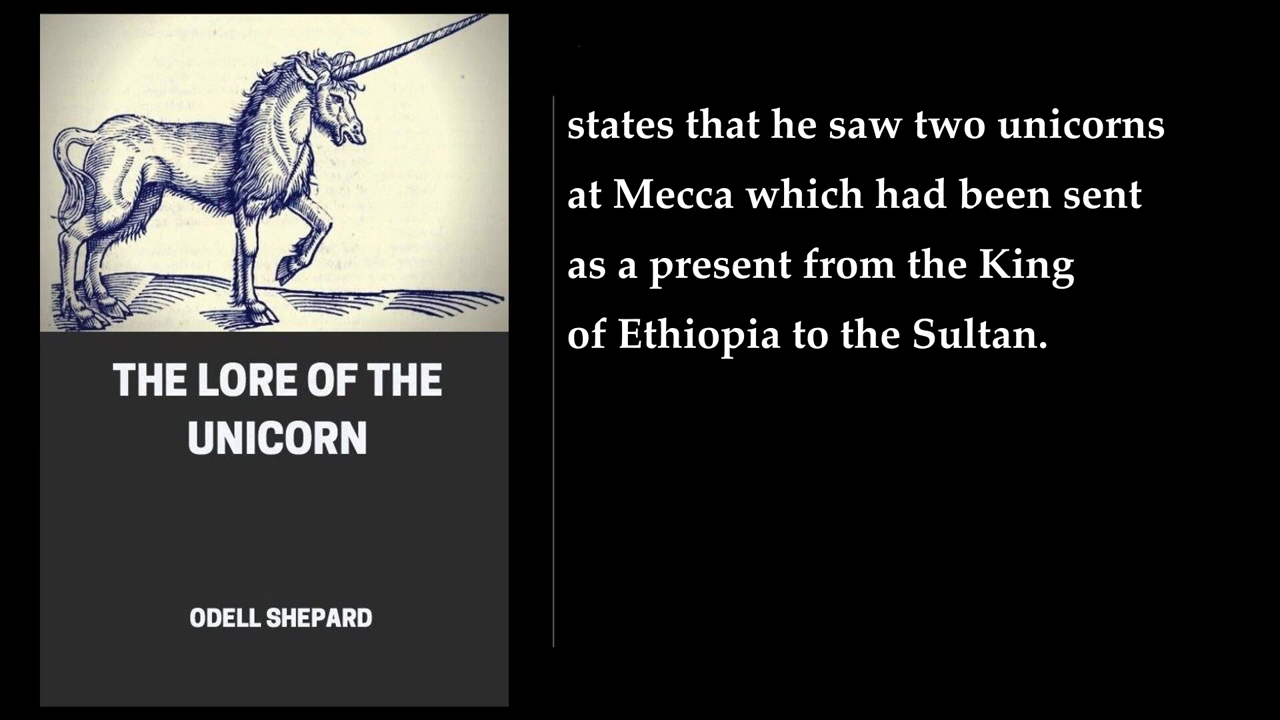 THE LORE OF THE
UNICORN
ODELL SHEPARD
states that he saw two unicorns
at Mecca which had been sent
as a present from the King
of Ethiopia to the Sultan.